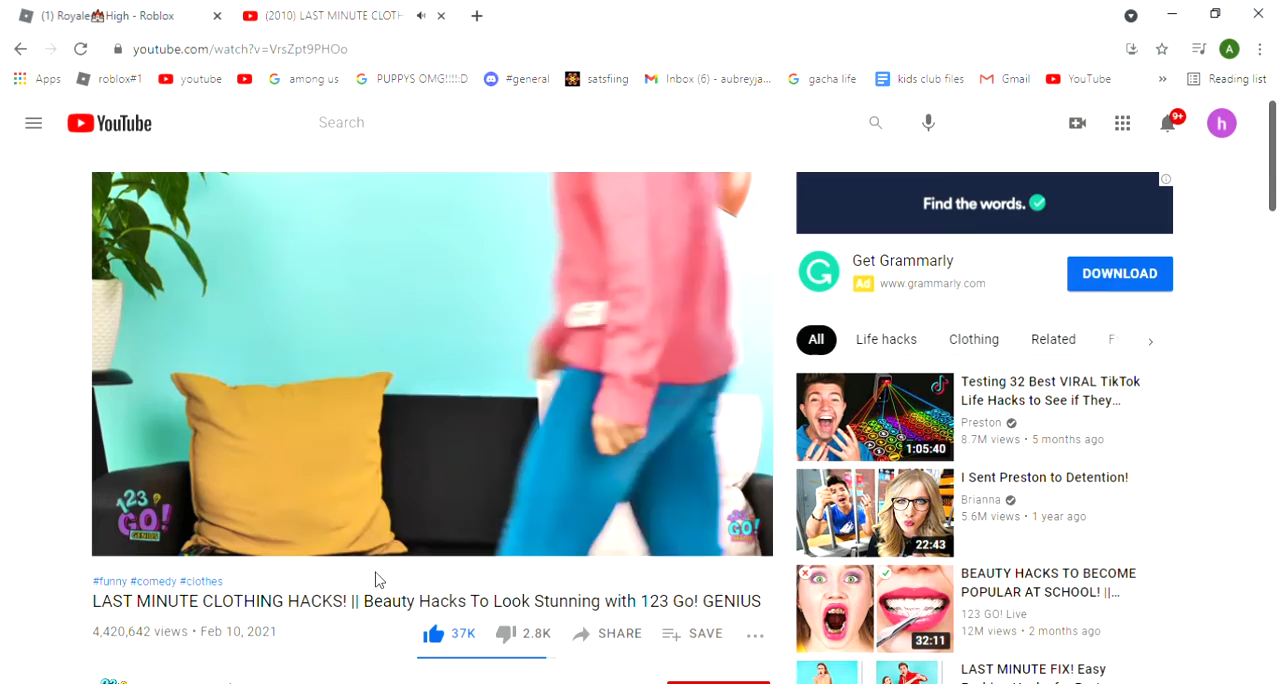 (1) Royale🏰High - Roblox
(2010) LAST MINUTE CLOTH
youtube.com/watch?v=VrsZpt9PHOo
A
Apps
roblox#1
youtube
among us
PUPPYS OMG!!!!:D
#general
satsfiing
Inbox (6) - aubreyja...
gacha life
kids club files
Gmail
YouTube
»
Reading list
YouTube
Search
9+
h
Find the words.
Get Grammarly
Ad www.grammarly.com
DOWNLOAD
All
Life hacks
Clothing
Related
F
123
GO!
GENIUS
GO!
Testing 32 Best VIRAL TikTok
Life Hacks to See if They...
Preston
8.7M views • 5 months ago
1:05:40
I Sent Preston to Detention!
Brianna
5.6M views • 1 year ago
22:43
BEAUTY HACKS TO BECOME
POPULAR AT SCHOOL! ||...
123 GO! Live
12M views • 2 months ago
32:11
LAST MINUTE FIX! Easy
#funny #comedy #clothes
LAST MINUTE CLOTHING HACKS! || Beauty Hacks To Look Stunning with 123 Go! GENIUS
4,420,642 views • Feb 10, 2021
37K
2.8K
SHARE
SAVE
...